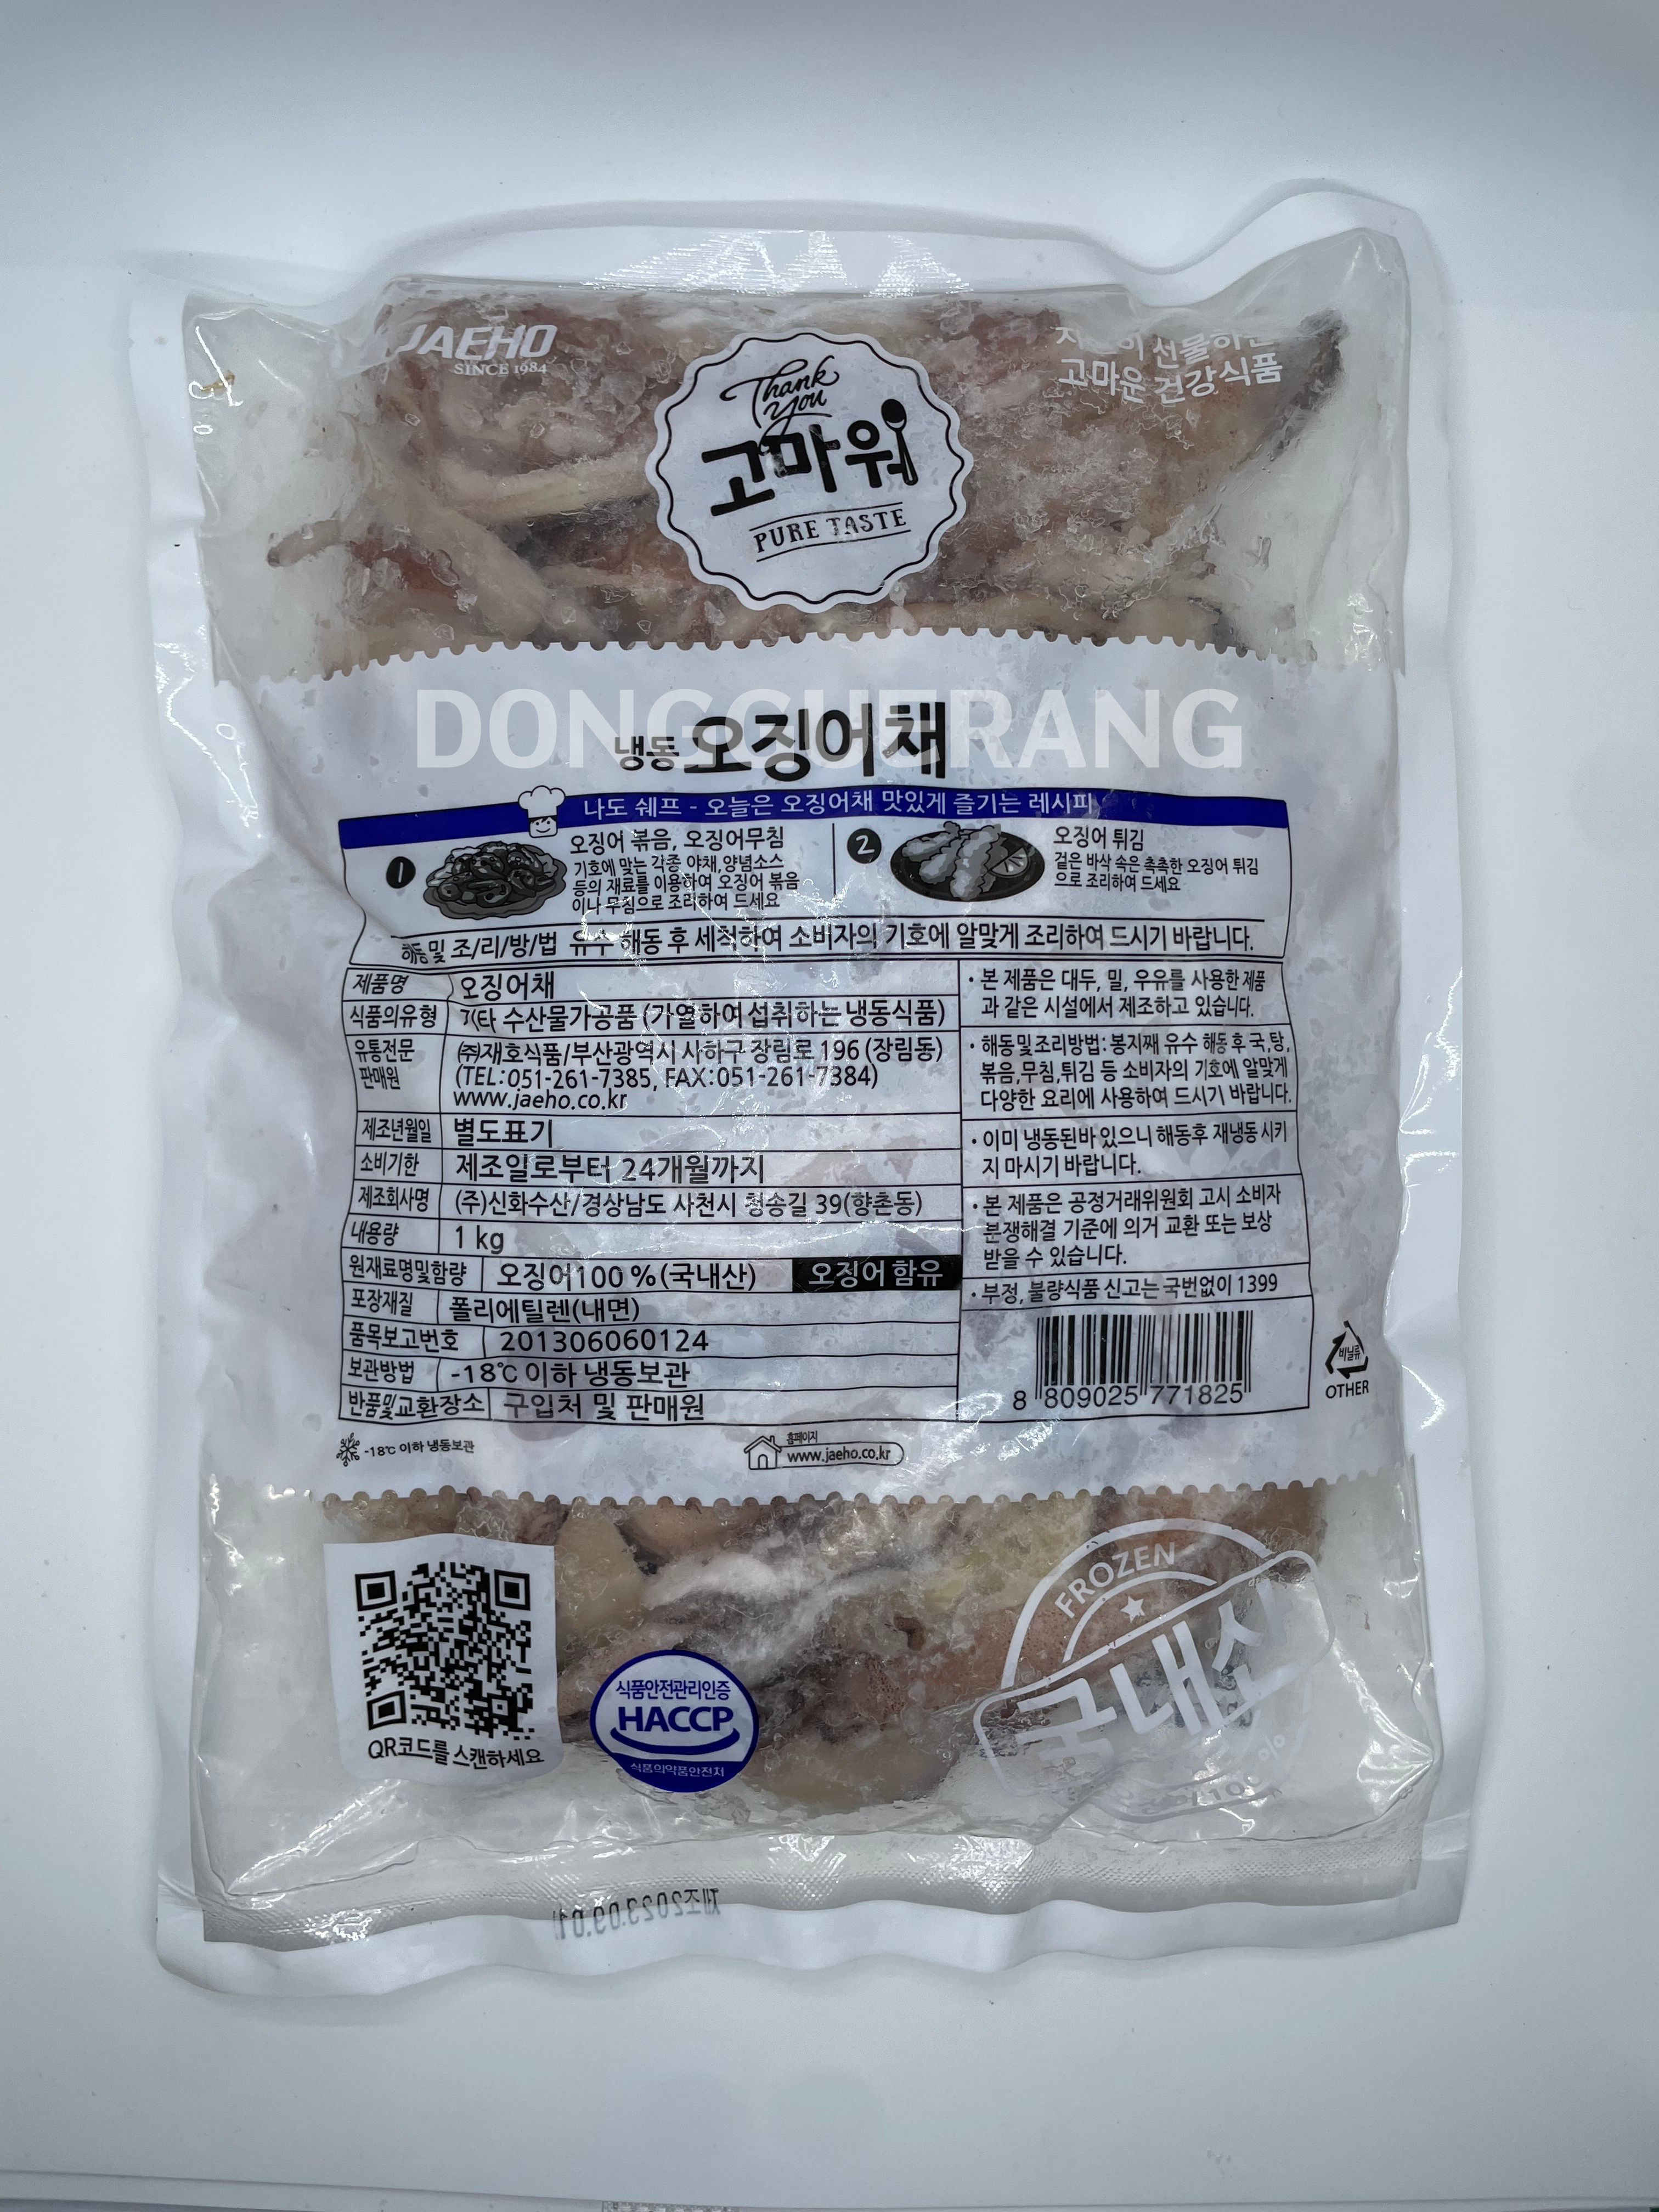 JAEHO
SINCE 1984
Thank
You
고마워
PURE TASTE
선물하는
고마운 건강식품
DONGGUERANG
냉동 오징어채
나도 쉐프 - 오늘은 오징어채 맛있게 즐기는 레시피
1
오징어 볶음, 오징어무침
기호에 맞는 각종 야채,양념소스
등의 재료를 이용하여 오징어 볶음
이나 무침으로 조리하여 드세요
2
오징어 튀김
겉은 바삭 속은 촉촉한 오징어 튀김
으로 조리하여 드세요
해동 및 조/리/방/법 유수 해동 후 세척하여 소비자의 기호에 알맞게 조리하여 드시기 바랍니다.
제품명 오징어채
식품의유형 기타 수산물가공품 (가열하여 섭취하는 냉동식품)
유통전문
판매원
㈜재호식품/부산광역시 사하구 장림로 196 (장림동)
(TEL:051-261-7385, FAX:051-261-7384)
www.jaeho.co.kr
제조년월일 별도표기
소비기한 제조일로부터 24개월까지
제조회사명 (주)신화수산/경상남도 사천시 청송길 39(향촌동)
내용량 1 kg
원재료명및함량 오징어100 %(국내산) 오징어 함유
포장재질 폴리에틸렌(내면)
품목보고번호 201306060124
보관방법 -18℃ 이하 냉동보관
반품및교환장소 구입처 및 판매원
· 본 제품은 대두, 밀, 우유를 사용한 제품
과 같은 시설에서 제조하고 있습니다.
· 해동및조리방법: 봉지째 유수 해동 후 국,탕,
볶음,무침,튀김 등 소비자의 기호에 알맞게
다양한 요리에 사용하여 드시기 바랍니다.
· 이미 냉동된바 있으니 해동후 재냉동 시키
지 마시기 바랍니다.
· 본 제품은 공정거래위원회 고시 소비자
분쟁해결 기준에 의거 교환 또는 보상
받을 수 있습니다.
· 부정, 불량식품 신고는 국번없이 1399
8 809025 771825
비닐류
OTHER
-18℃ 이하 냉동보관
홈페이지
www.jaeho.co.kr
QR코드를 스캔하세요
식품안전관리인증
HACCP
식품의약품안전처
FROZEN
국내산
제조2023.09.01